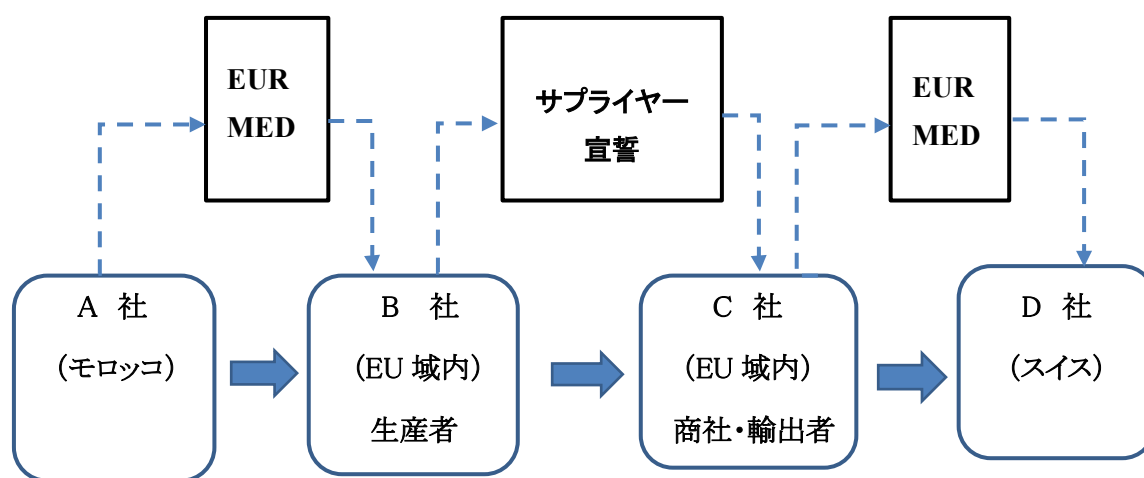 EUR
MED
サプライヤー
宣誓
EUR
MED
A 社
(モロッコ)
B 社
(EU 域内)
生産者
C 社
(EU 域内)
商社・輸出者
D 社
(スイス)